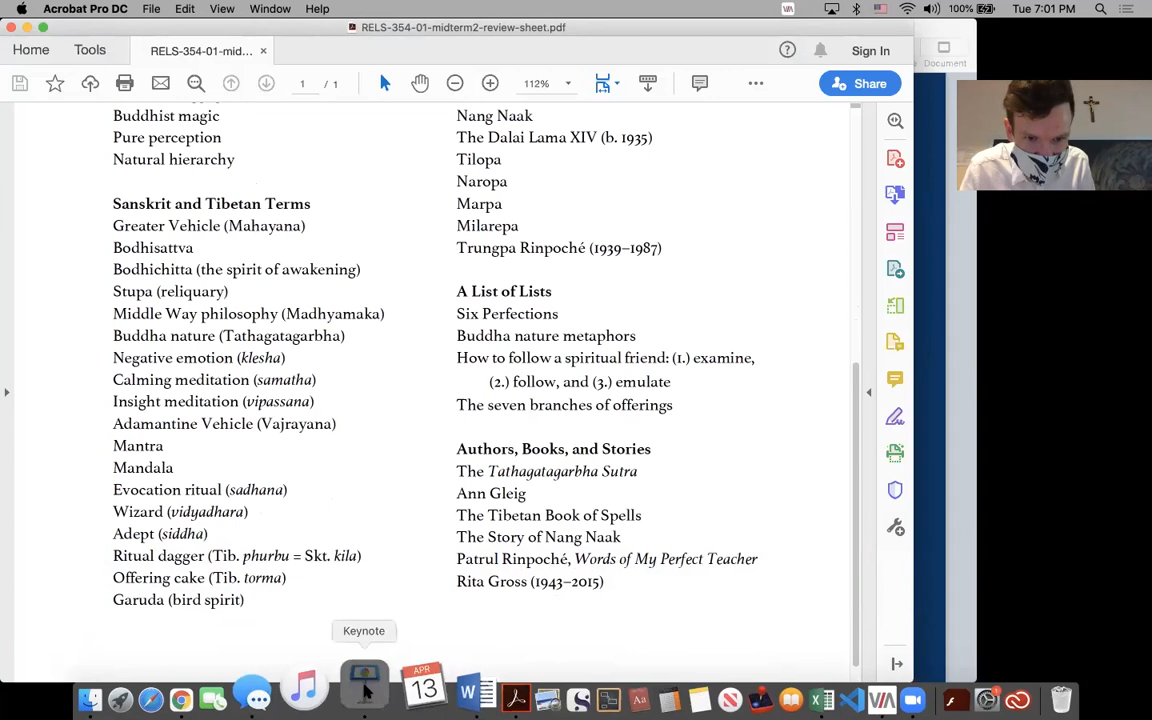 Acrobat Pro DC File Edit View Window Help
100% Tue 7:01 PM
RELS-354-01-midterm2-review-sheet.pdf
Home Tools RELS-354-01-mid... × Sign In
Document
1 / 1 112% Share
Buddhist magic
Pure perception
Natural hierarchy
Sanskrit and Tibetan Terms
Greater Vehicle (Mahayana)
Bodhisattva
Bodhichitta (the spirit of awakening)
Stupa (reliquary)
Middle Way philosophy (Madhyamaka)
Buddha nature (Tathagatagarbha)
Negative emotion (klesha)
Calming meditation (samatha)
Insight meditation (vipassana)
Adamantine Vehicle (Vajrayana)
Mantra
Mandala
Evocation ritual (sadhana)
Wizard (vidyadhara)
Adept (siddha)
Ritual dagger (Tib. phurbu = Skt. kila)
Offering cake (Tib. torma)
Garuda (bird spirit)
Nang Naak
The Dalai Lama XIV (b. 1935)
Tilopa
Naropa
Marpa
Milarepa
Trungpa Rinpoché (1939–1987)
A List of Lists
Six Perfections
Buddha nature metaphors
How to follow a spiritual friend: (1.) examine,
(2.) follow, and (3.) emulate
The seven branches of offerings
Authors, Books, and Stories
The Tathagatagarbha Sutra
Ann Gleig
The Tibetan Book of Spells
The Story of Nang Naak
Patrul Rinpoché, Words of My Perfect Teacher
Rita Gross (1943–2015)
Keynote
APR
13
VIA